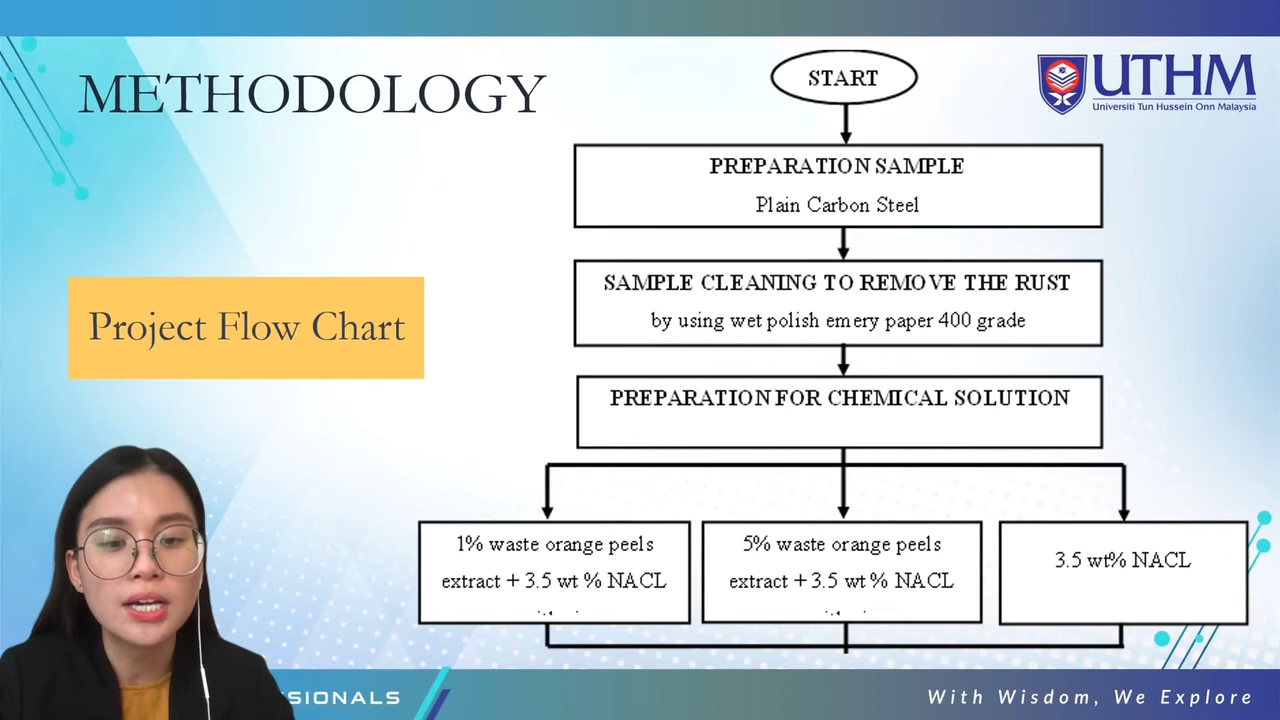 METHODOLOGY
START
UTHM
Universiti Tun Hussein Onn Malaysia
PREPARATION SAMPLE
Plain Carbon Steel
SAMPLE CLEANING TO REMOVE THE RUST
by using wet polish emery paper 400 grade
Project Flow Chart
PREPARATION FOR CHEMICAL SOLUTION
1% waste orange peels
extract + 3.5 wt % NACL
5% waste orange peels
extract + 3.5 wt % NACL
3.5 wt% NACL
SIONALS
With Wisdom, We Explore